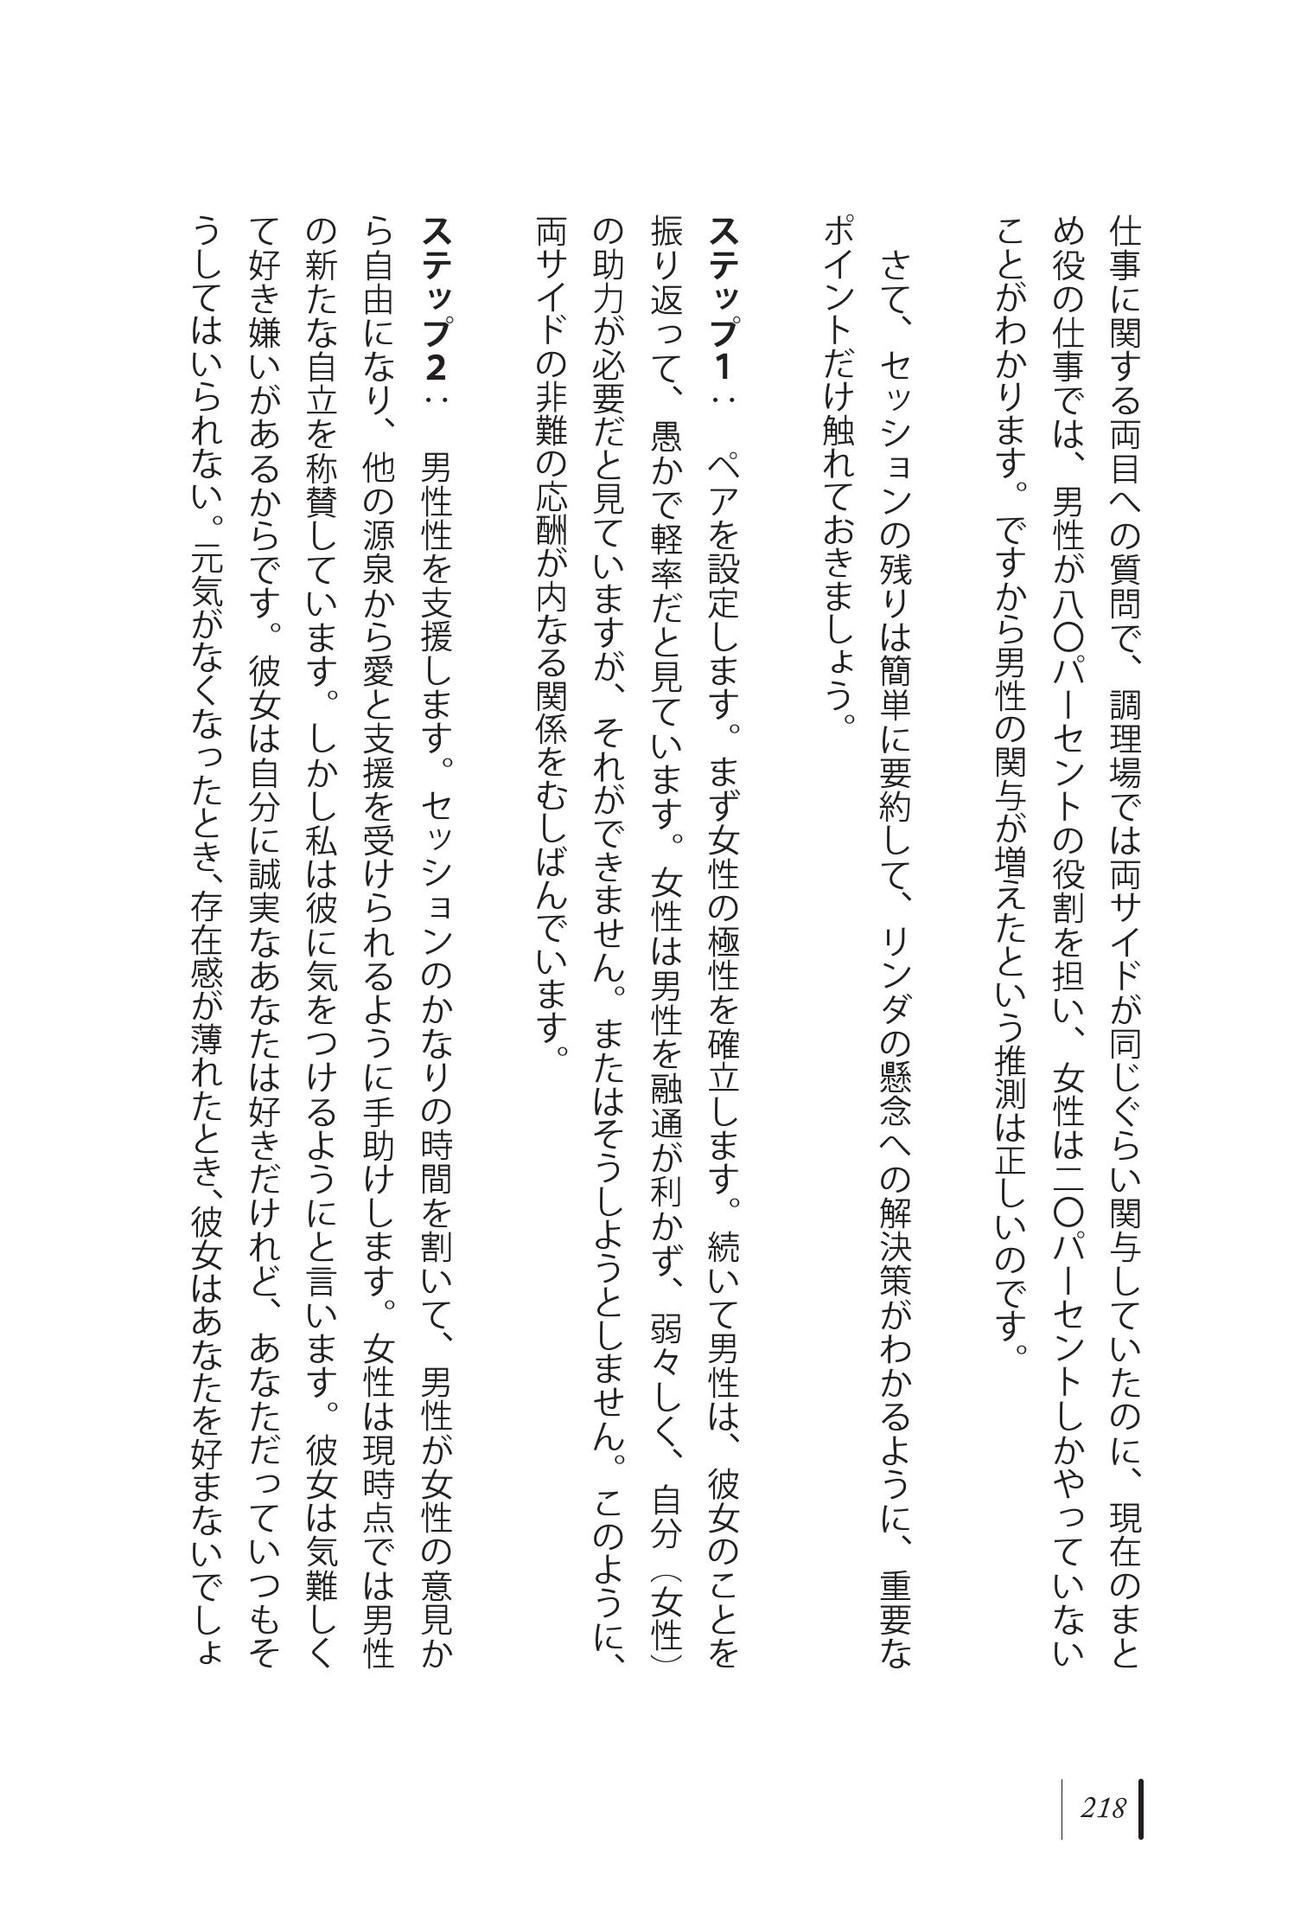 仕事に関する両目への質問で、調理場では両サイドが同じぐらい関与していたのに、現在のまと
め役の仕事では、男性が八〇パーセントの役割を担い、女性は二〇パーセントしかやっていない
ことがわかります。ですから男性の関与が増えたという推測は正しいのです。
さて、セッションの残りは簡単に要約して、リンダの懸念への解決策がわかるように、重要な
ポイントだけ触れておきましょう。
ステップ1： ペアを設定します。まず女性の極性を確立します。続いて男性は、彼女のことを
振り返って、愚かで軽率だと見ています。女性は男性を融通が利かず、弱々しく、自分（女性）
の助力が必要だと見ていますが、それができません。またはそうしようとしません。このように、
両サイドの非難の応酬が内なる関係をむしばんでいます。
ステップ2： 男性性を支援します。セッションのかなりの時間を割いて、男性が女性の意見か
ら自由になり、他の源泉から愛と支援を受けられるように手助けします。女性は現時点では男性
の新たな自立を称賛しています。しかし私は彼に気をつけるようにと言います。彼女は気難しく
て好き嫌いがあるからです。彼女は自分に誠実なあなたは好きだけれど、あなただっていつもそ
うしてはいられない。元気がなくなったとき、存在感が薄れたとき、彼女はあなたを好まないでしょ
218